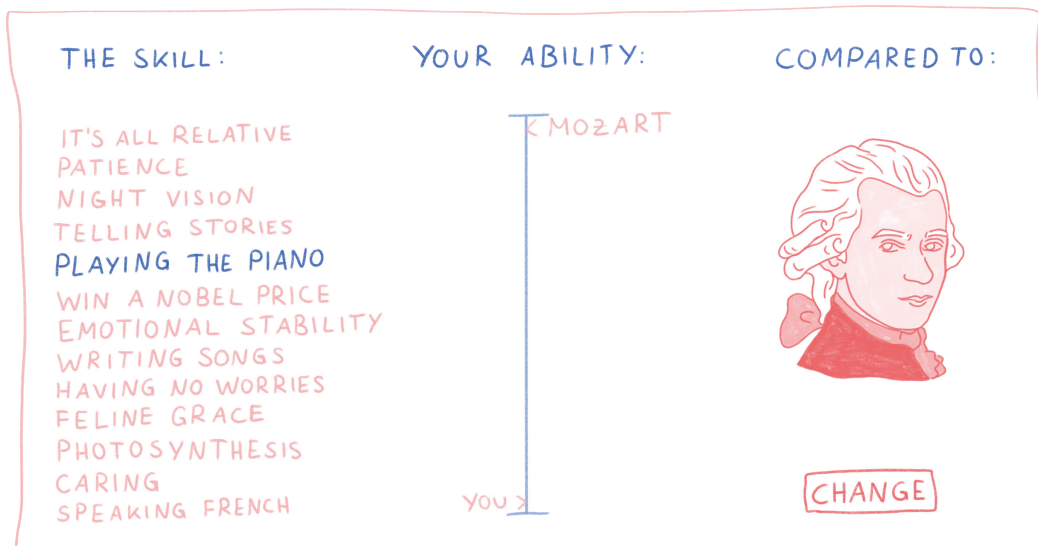 THE SKILL:
YOUR ABILITY:
COMPARED TO:
IT'S ALL RELATIVE
PATIENCE
NIGHT VISION
TELLING STORIES
PLAYING THE PIANO
WIN A NOBEL PRICE
EMOTIONAL STABILITY
WRITING SONGS
HAVING NO WORRIES
FELINE GRACE
PHOTOSYNTHESIS
CARING
SPEAKING FRENCH
<MOZART
YOU>
CHANGE